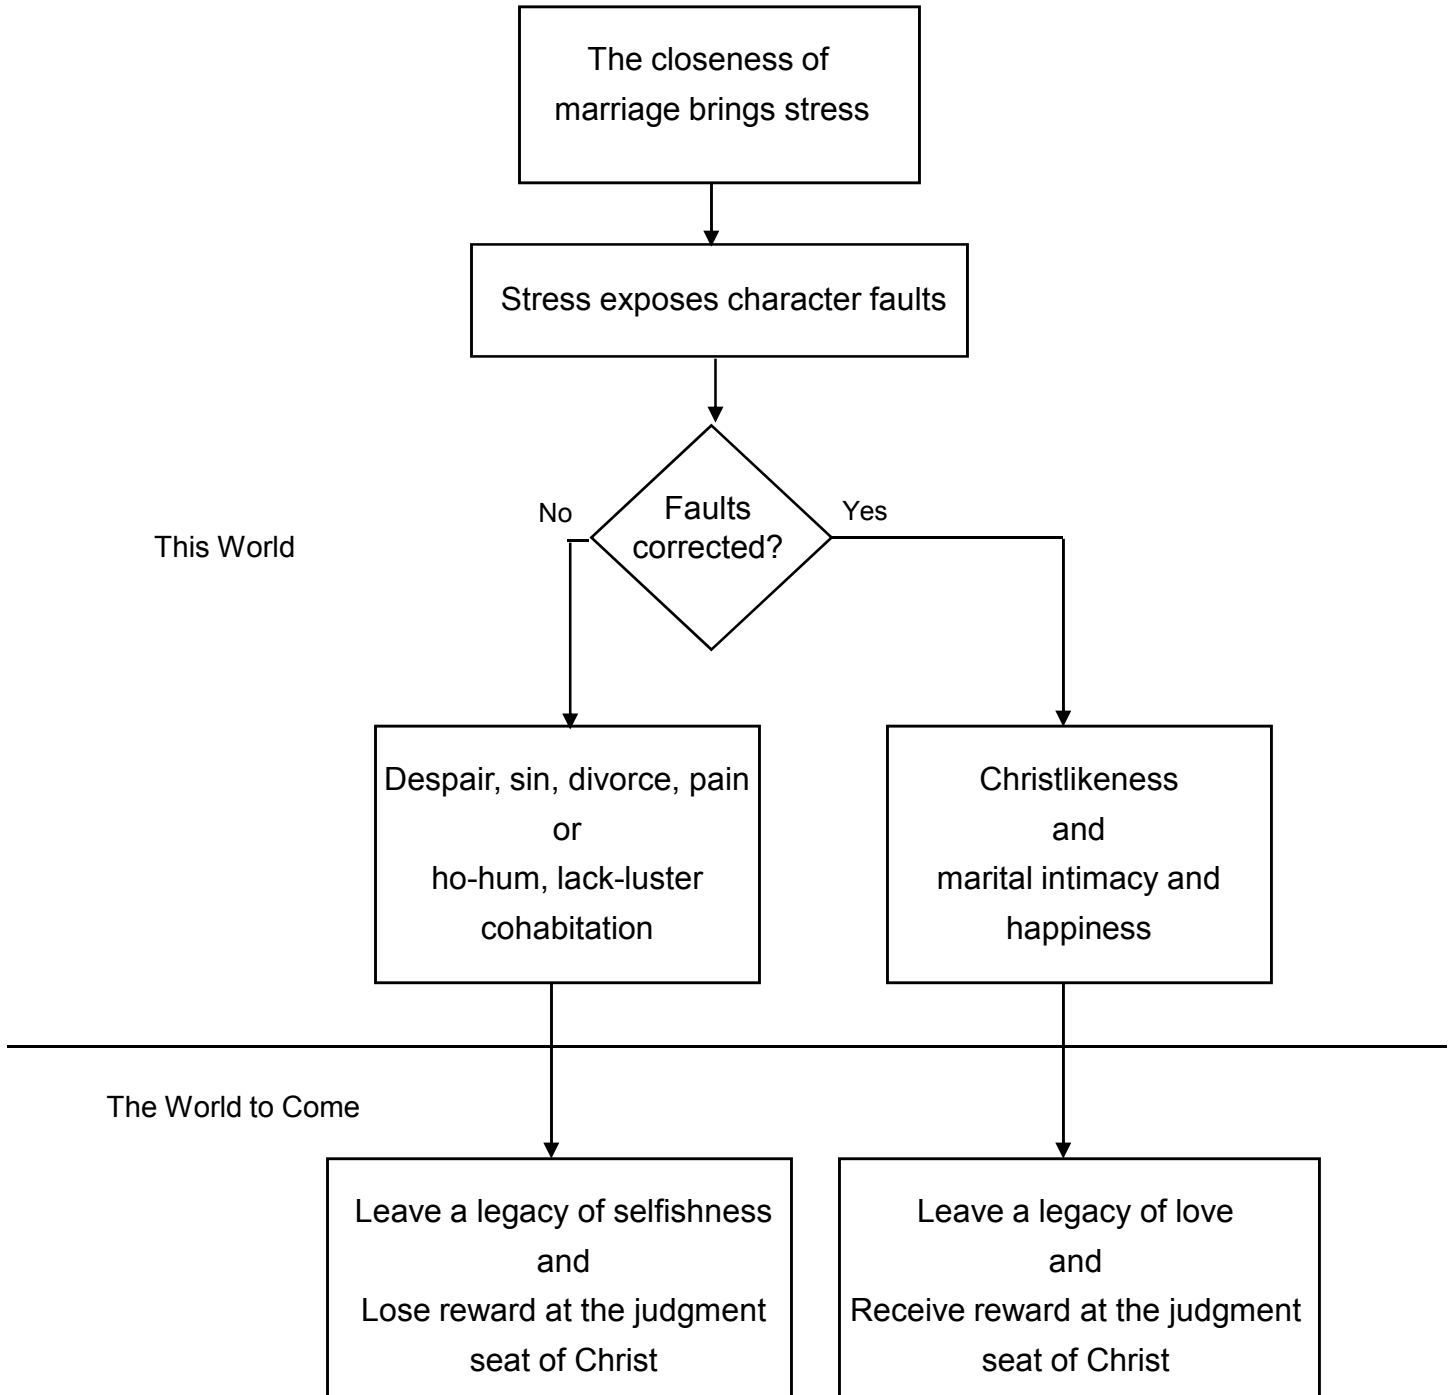 The closeness of
marriage brings stress
Stress exposes character faults
No
Faults
corrected?
Yes
This World
Despair, sin, divorce, pain
or
ho-hum, lack-luster
cohabitation
Christlikeness
and
marital intimacy and
happiness
The World to Come
Leave a legacy of selfishness
and
Lose reward at the judgment
seat of Christ
Leave a legacy of love
and
Receive reward at the judgment
seat of Christ